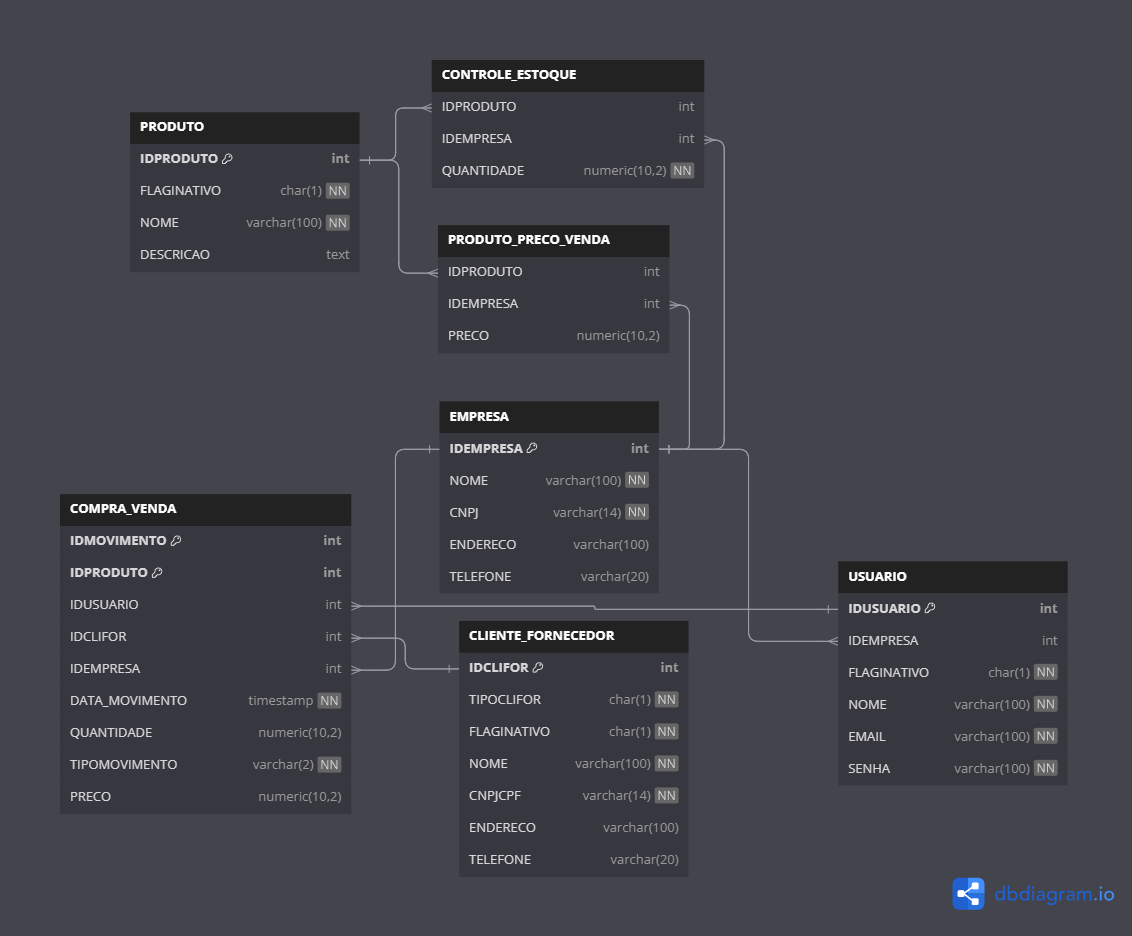 CONTROLE_ESTOQUE
IDPRODUTO int
IDEMPRESA int
QUANTIDADE numeric(10,2) NN
PRODUTO
IDPRODUTO int
FLAGINATIVO char(1) NN
NOME varchar(100) NN
DESCRICAO text
PRODUTO_PRECO_VENDA
IDPRODUTO int
IDEMPRESA int
PRECO numeric(10,2)
EMPRESA
IDEMPRESA int
NOME varchar(100) NN
CNPJ varchar(14) NN
ENDERECO varchar(100)
TELEFONE varchar(20)
COMPRA_VENDA
IDMOVIMENTO int
IDPRODUTO int
IDUSUARIO int
IDCLIFOR int
IDEMPRESA int
DATA_MOVIMENTO timestamp NN
QUANTIDADE numeric(10,2)
TIPOMOVIMENTO varchar(2) NN
PRECO numeric(10,2)
CLIENTE_FORNECEDOR
IDCLIFOR int
TIPOCLIFOR char(1) NN
FLAGINATIVO char(1) NN
NOME varchar(100) NN
CNPJCPF varchar(14) NN
ENDERECO varchar(100)
TELEFONE varchar(20)
USUARIO
IDUSUARIO int
IDEMPRESA int
FLAGINATIVO char(1) NN
NOME varchar(100) NN
EMAIL varchar(100) NN
SENHA varchar(100) NN
dbdiagram.io